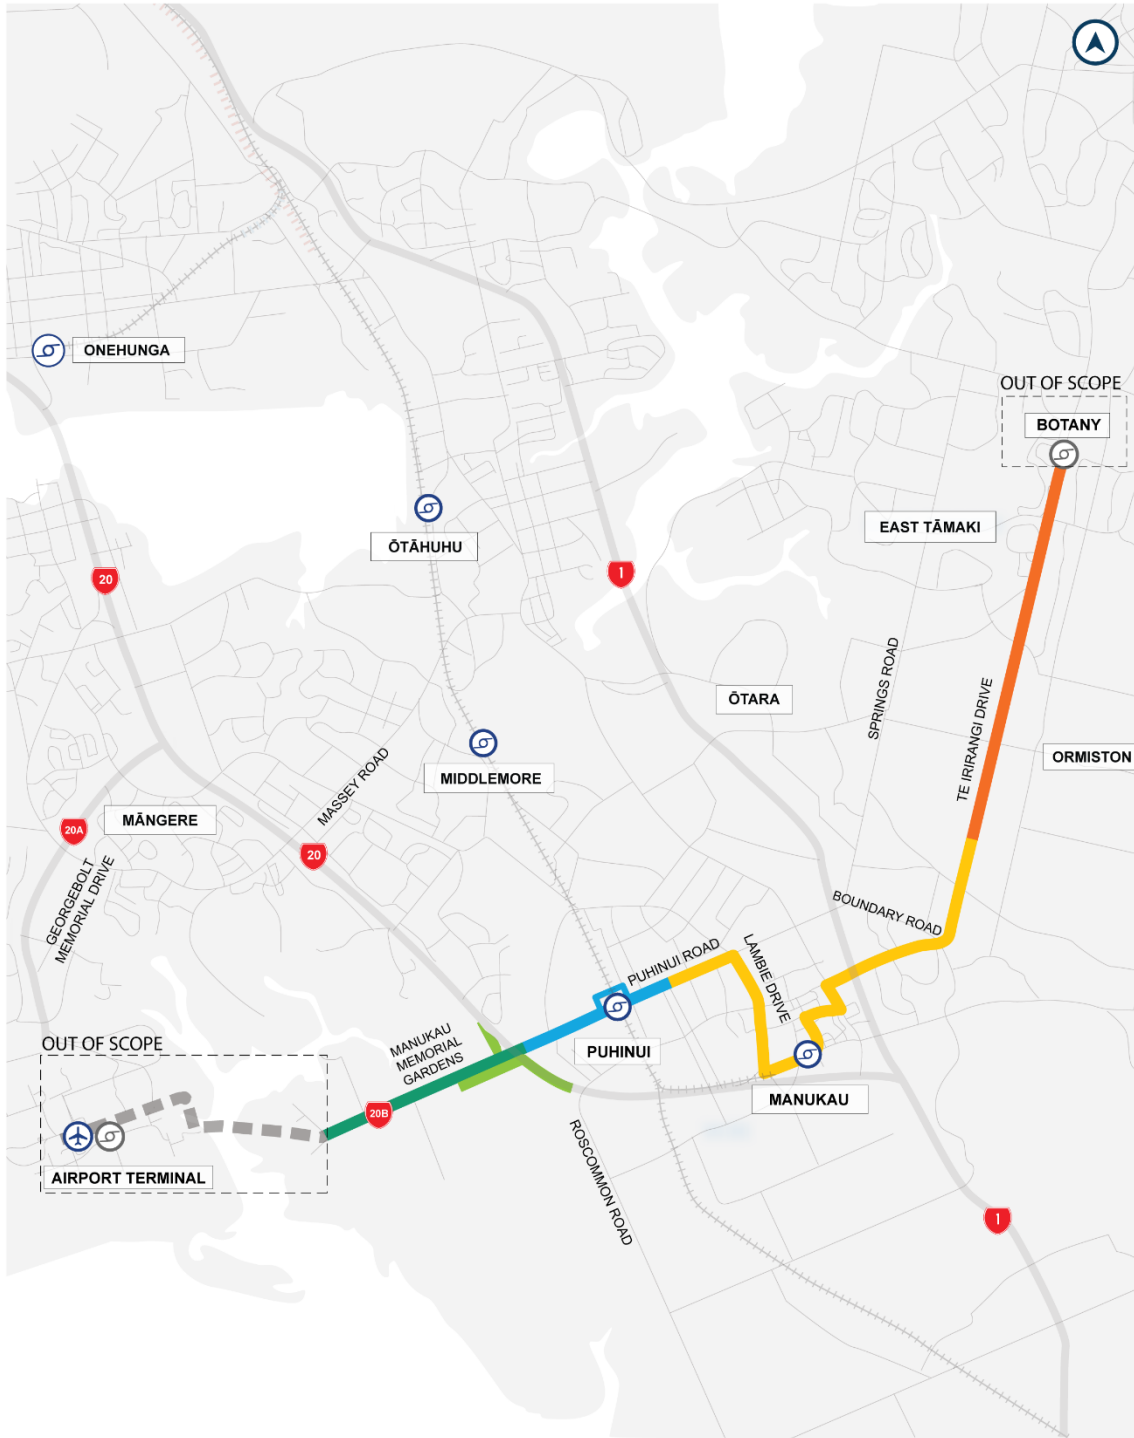 ONEHUNGA
OUT OF SCOPE
BOTANY
EAST TĀMAKI
ŌTĀHUHU
20
1
SPRINGS ROAD
ŌTARA
TE IRIRANGI DRIVE
ORMISTON
MIDDLEMORE
MASSEY ROAD
MĀNGERE
20A
20
GEORGEBOLT
MEMORIAL DRIVE
BOUNDARY ROAD
PUHINUI ROAD
LAMBIE DRIVE
MANUKAU
MEMORIAL
GARDENS
PUHINUI
OUT OF SCOPE
MANUKAU
20B
AIRPORT TERMINAL
ROSCOMMON ROAD
1